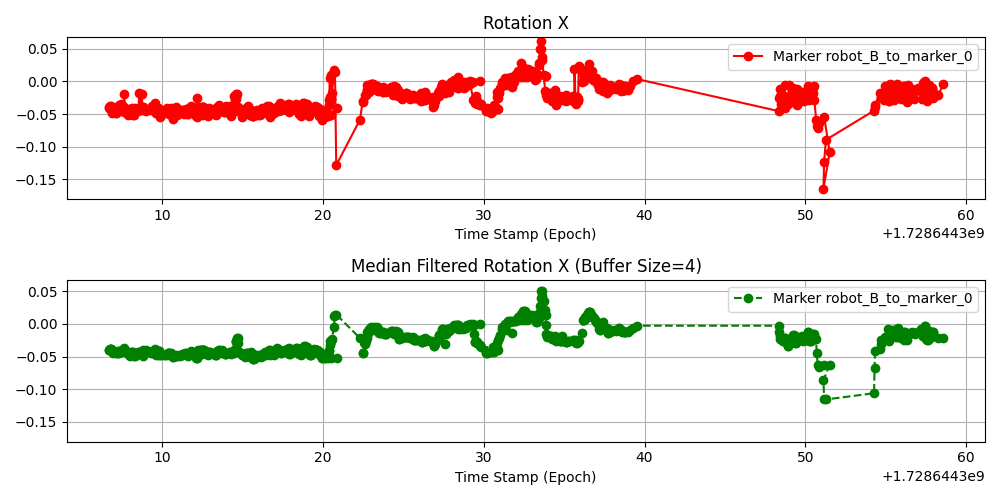 Rotation X
0.05
0.00
−0.05
−0.10
−0.15
Marker robot_B_to_marker_0
10 20 30 40 50 60
Time Stamp (Epoch)
+1.7286443e9
Median Filtered Rotation X (Buffer Size=4)
0.05
0.00
−0.05
−0.10
−0.15
Marker robot_B_to_marker_0
10 20 30 40 50 60
Time Stamp (Epoch)
+1.7286443e9